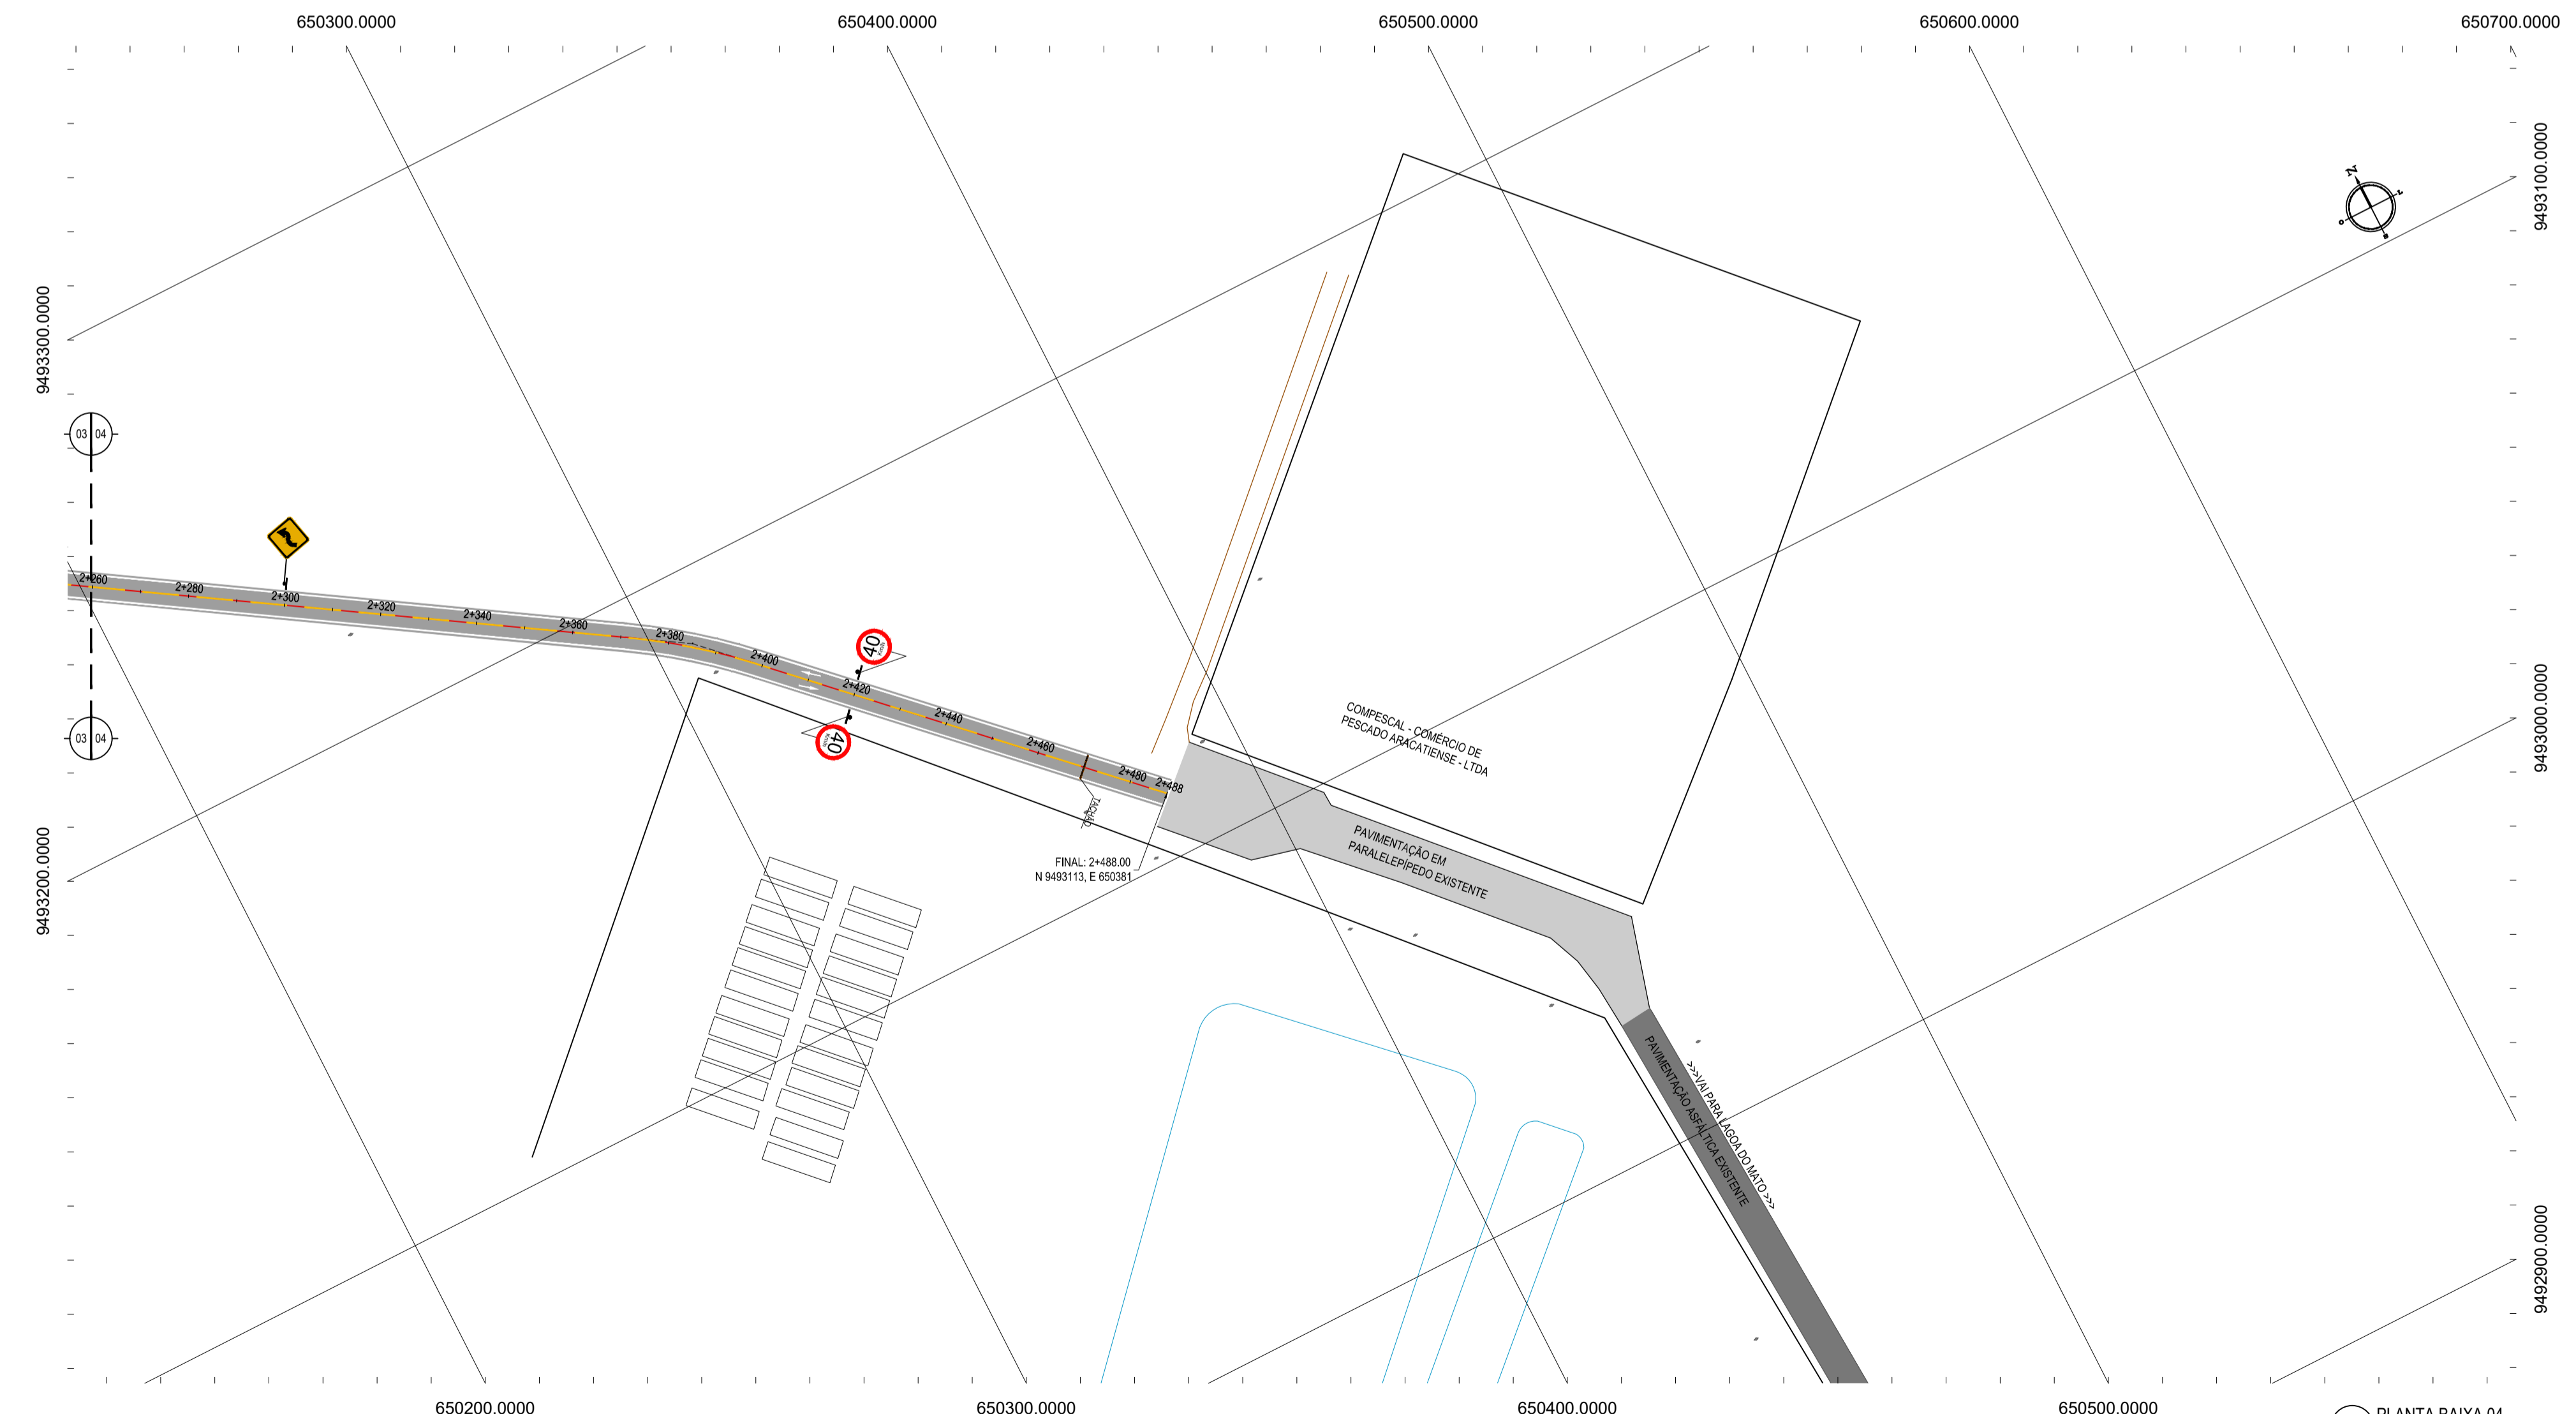 650300.0000
650400.0000
650500.0000
650600.0000
650700.0000
9493300.0000
9493200.0000
9493100.0000
9493000.0000
9492900.0000
N
L
S
O
03 04
03 04
2+260
2+280
2+300
2+320
2+340
2+360
2+380
2+400
2+420
2+440
2+460
2+480
2+488
40
40
TACHÃO
FINAL: 2+488.00
N 9493113, E 650381
COMPESCAL - COMÉRCIO DE
PESCADO ARACATIENSE - LTDA
PAVIMENTAÇÃO EM
PARALELEPÍPEDO EXISTENTE
PAVIMENTAÇÃO ASFÁLTICA EXISTENTE
>>>VAI PARA LAGOA DO MATO >>>
650200.0000
650300.0000
650400.0000
650500.0000
PLANTA BAIXA 04